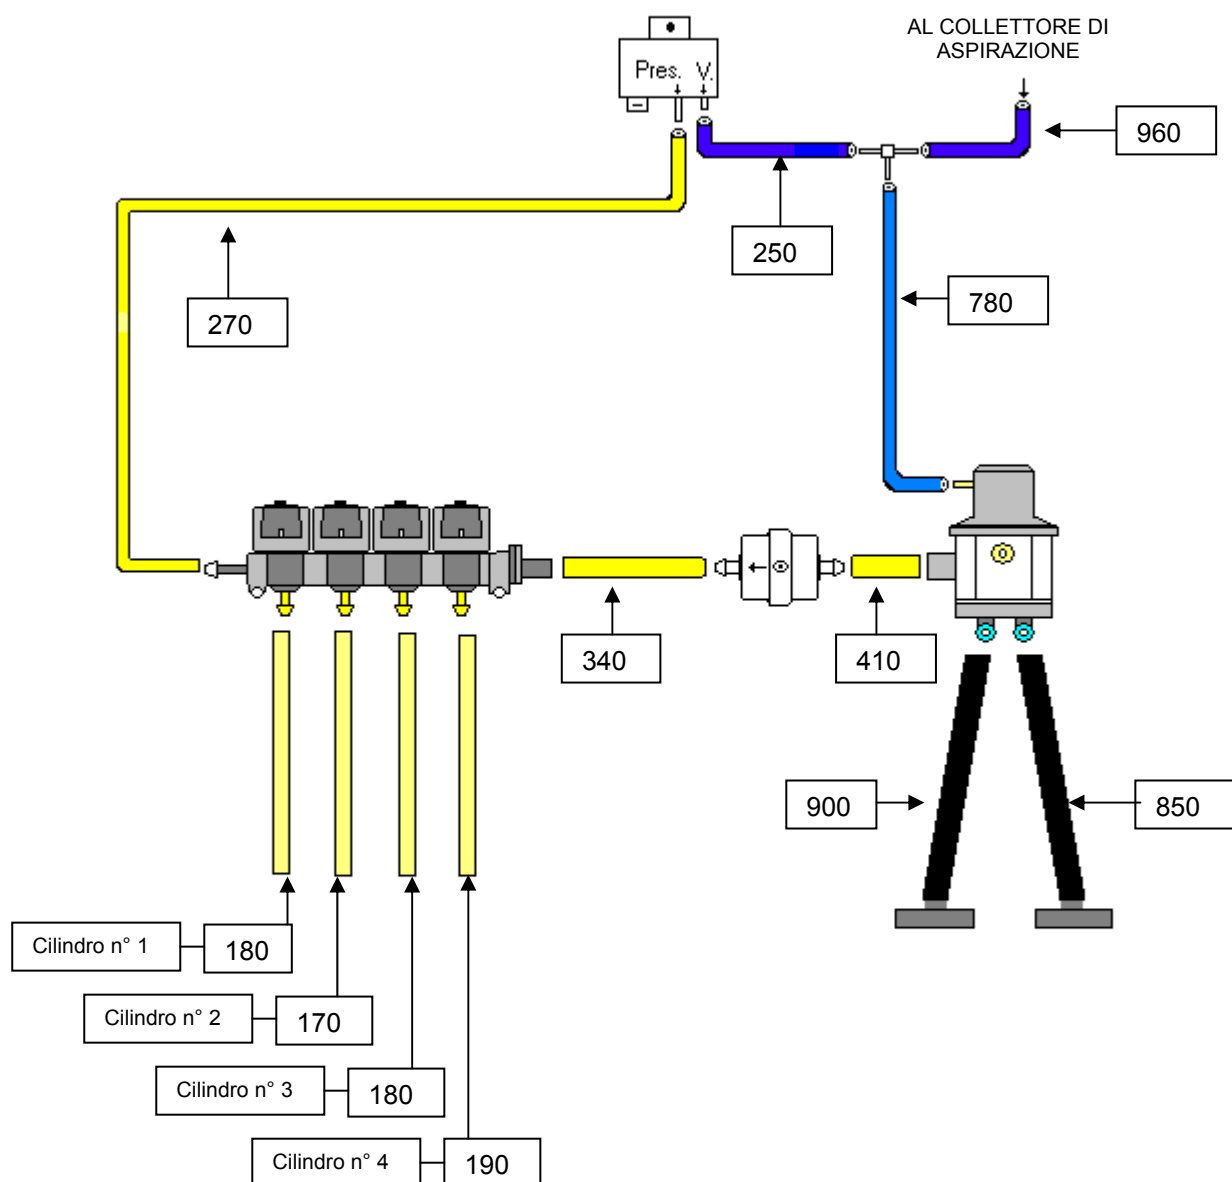 AL COLLETTORE DI
ASPIRAZIONE
Pres. V.
960
250
270
780
340
410
900
850
Cilindro n° 1
180
Cilindro n° 2
170
Cilindro n° 3
180
Cilindro n° 4
190